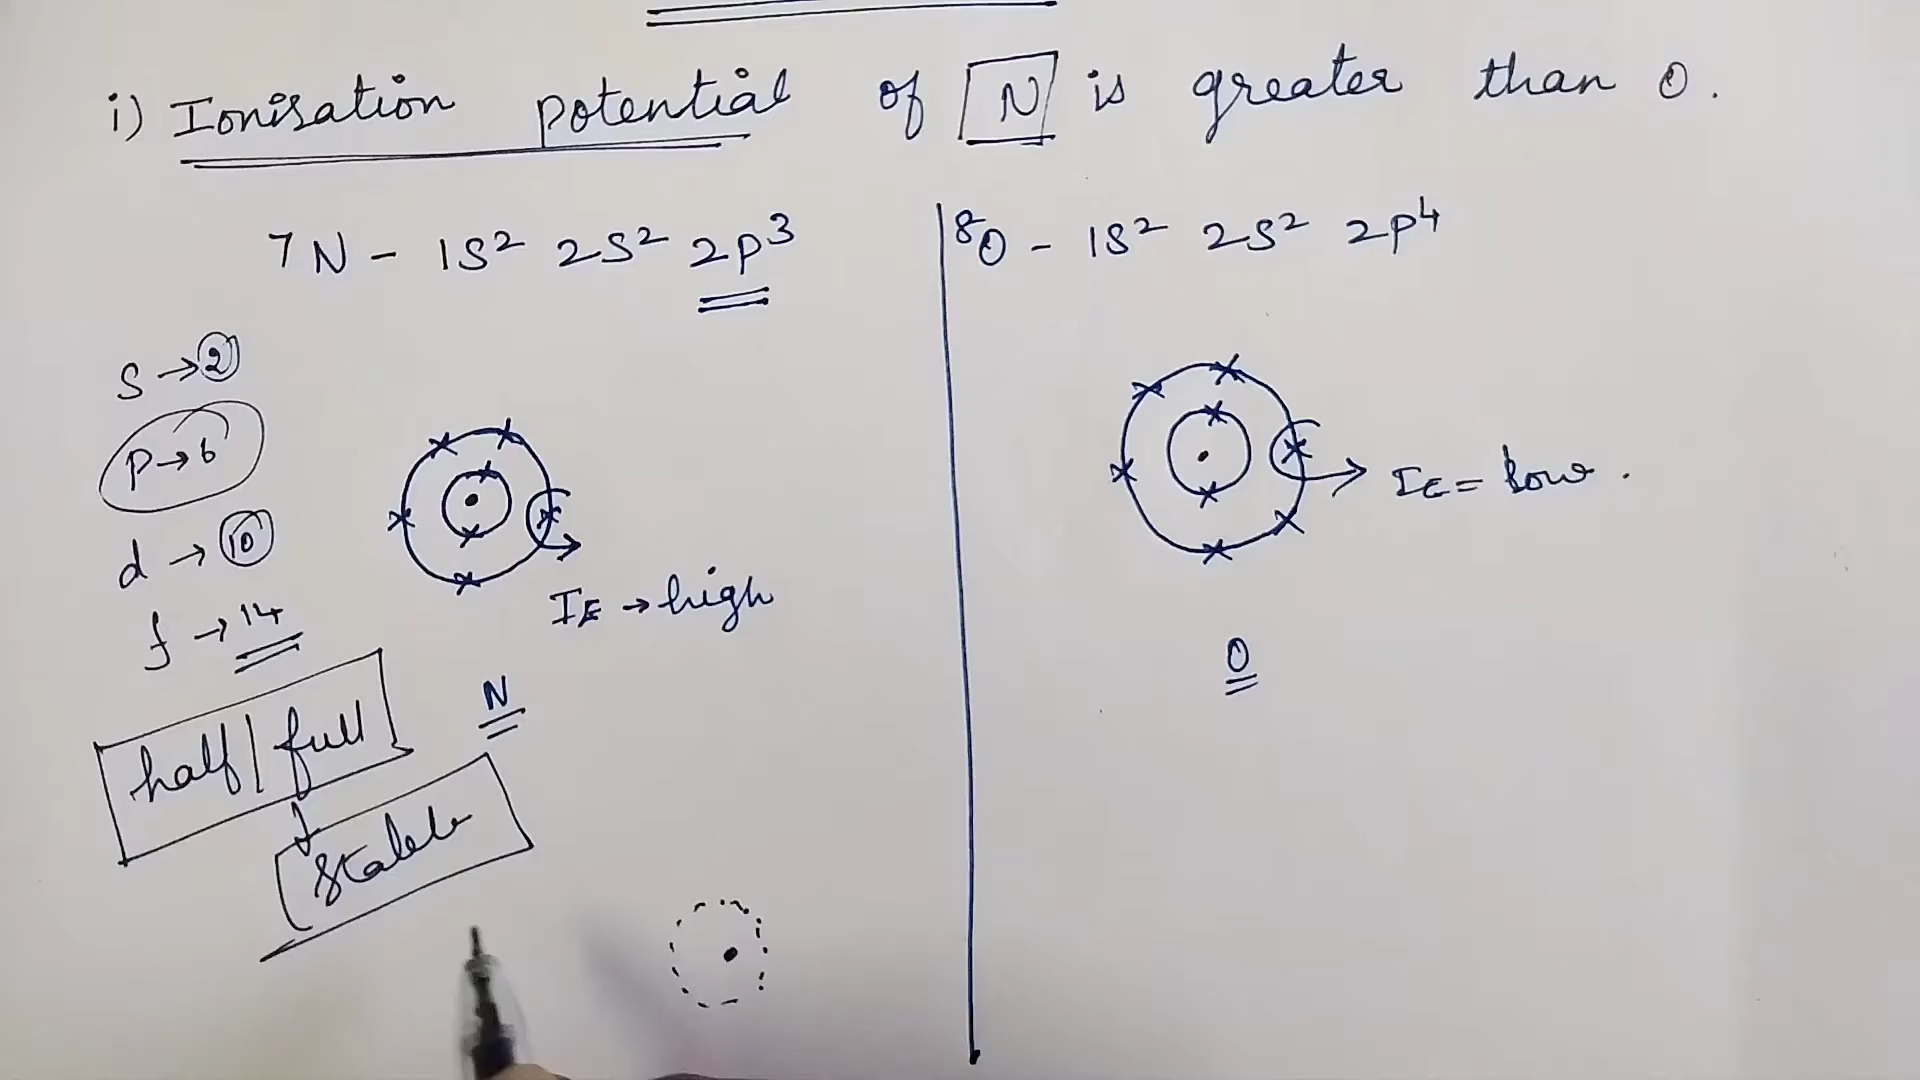 i) Ionisation potential of N is greater than O.
7N - 1s² 2s² 2p³
8O - 1s² 2s² 2p⁴
s → 2
p → 6
d → 10
f → 14
IE → high
IE = low.
N
O
half | full
Stable